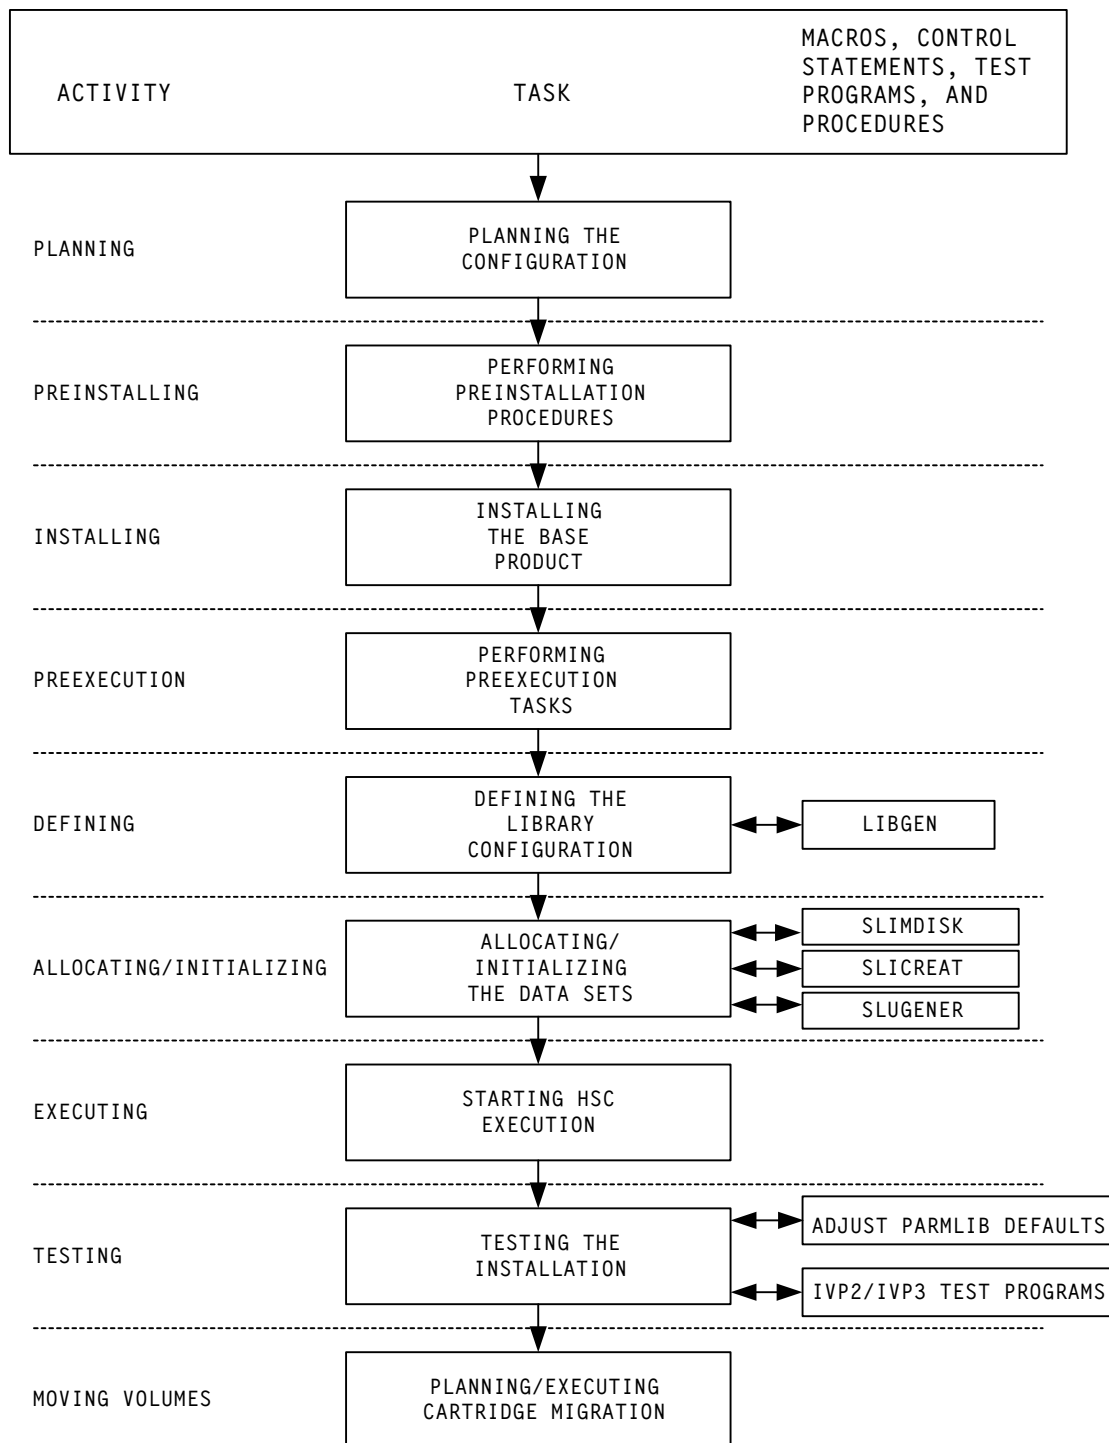 ACTIVITY
TASK
MACROS, CONTROL
STATEMENTS, TEST
PROGRAMS, AND
PROCEDURES
PLANNING
PLANNING THE
CONFIGURATION
PREINSTALLING
PERFORMING
PREINSTALLATION
PROCEDURES
INSTALLING
INSTALLING
THE BASE
PRODUCT
PREEXECUTION
PERFORMING
PREEXECUTION
TASKS
DEFINING
DEFINING THE
LIBRARY
CONFIGURATION
LIBGEN
ALLOCATING/INITIALIZING
ALLOCATING/
INITIALIZING
THE DATA SETS
SLIMDISK
SLICREAT
SLUGENER
EXECUTING
STARTING HSC
EXECUTION
TESTING
TESTING THE
INSTALLATION
ADJUST PARMLIB DEFAULTS
IVP2/IVP3 TEST PROGRAMS
MOVING VOLUMES
PLANNING/EXECUTING
CARTRIDGE MIGRATION